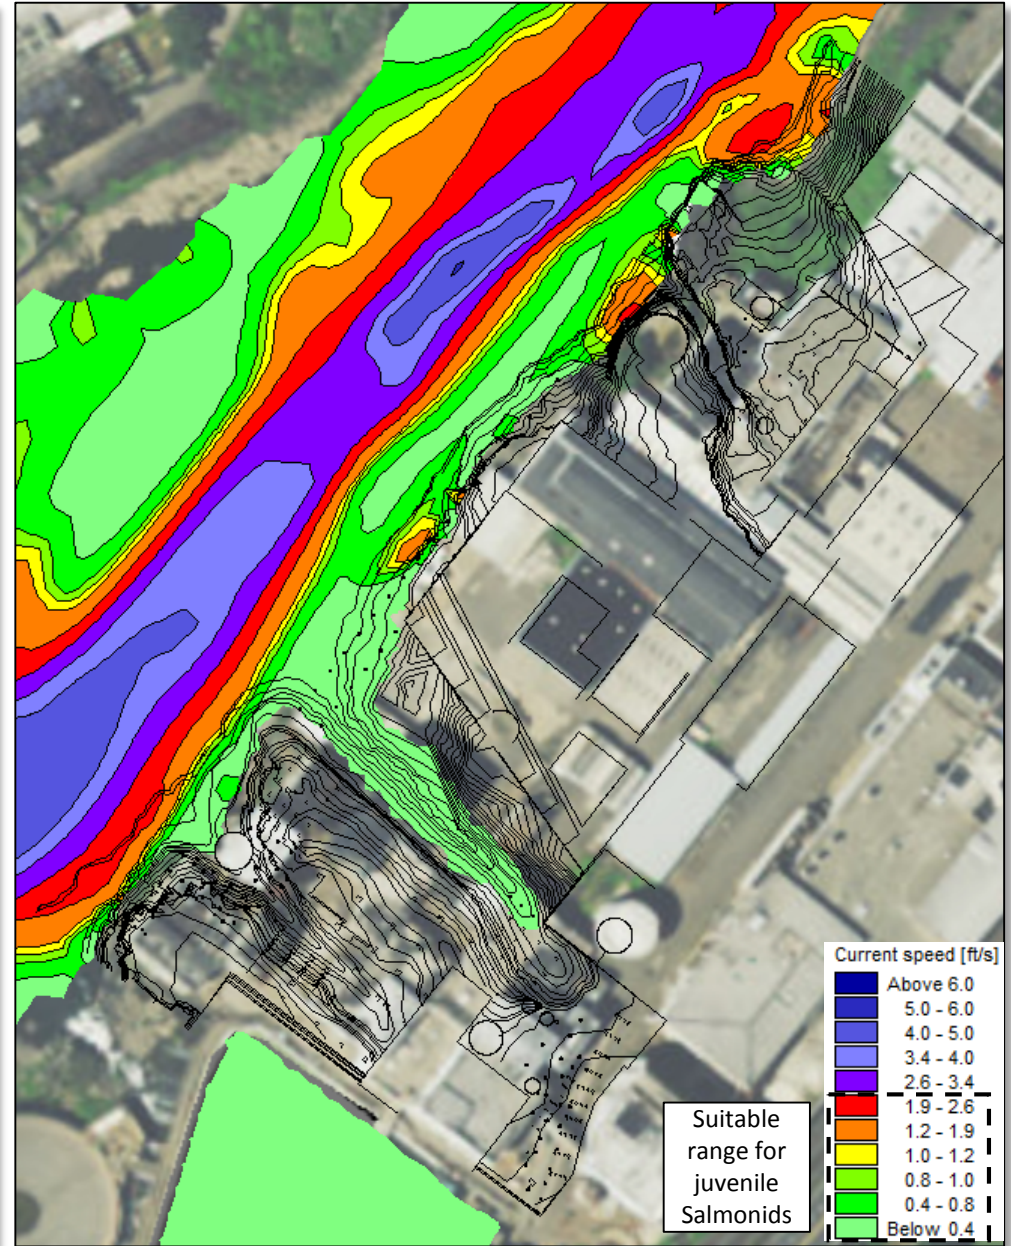 Current speed [ft/s]
Above 6.0
5.0 - 6.0
4.0 - 5.0
3.4 - 4.0
2.6 - 3.4
1.9 - 2.6
1.2 - 1.9
1.0 - 1.2
0.8 - 1.0
0.4 - 0.8
Below 0.4
Suitable
range for
juvenile
Salmonids